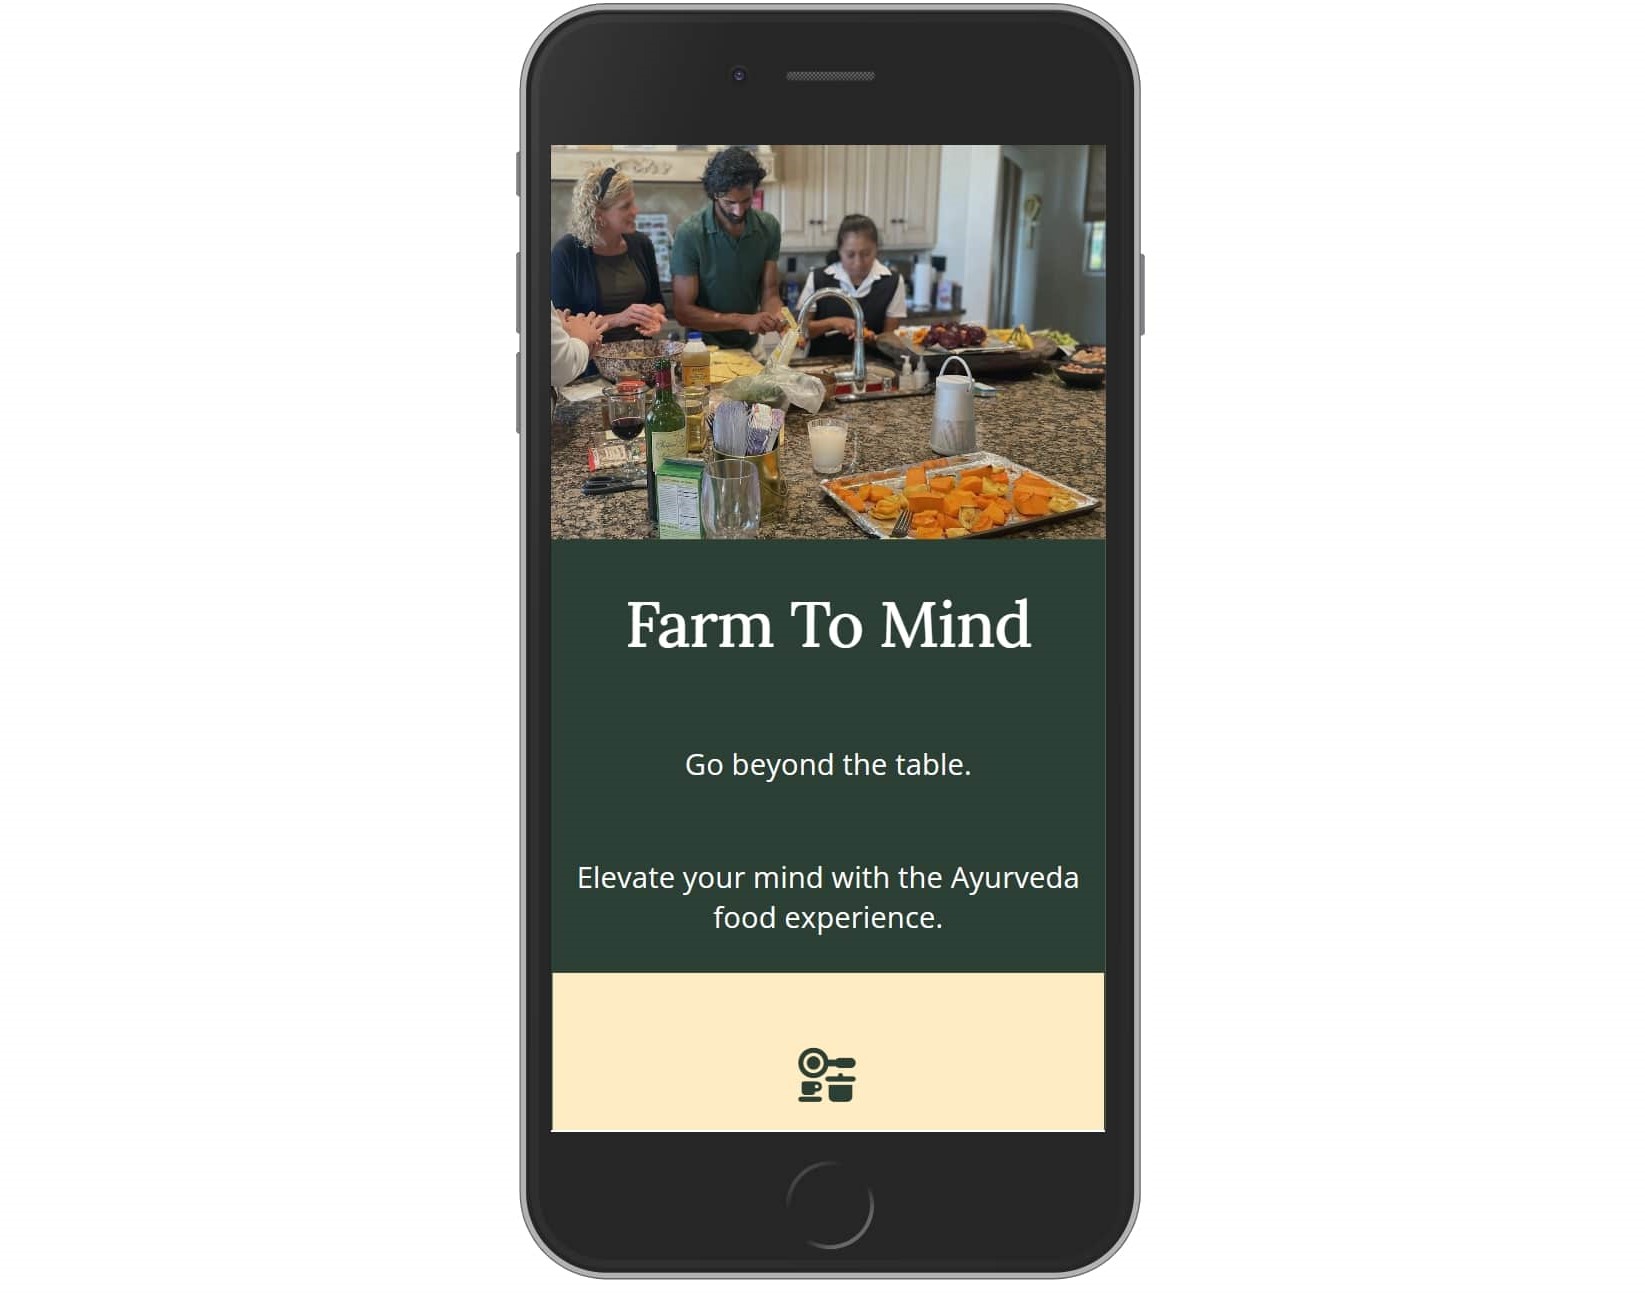 Farm To Mind
Go beyond the table.
Elevate your mind with the Ayurveda
food experience.